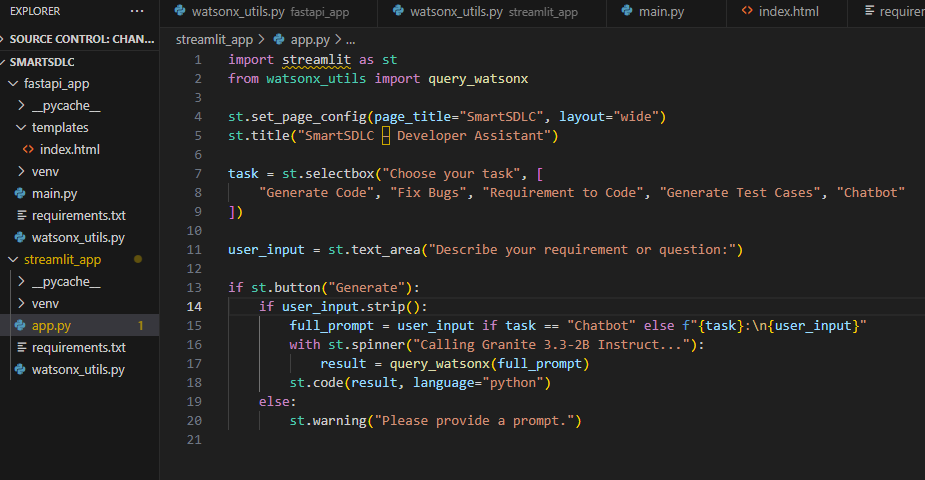 EXPLORER ...
SOURCE CONTROL: CHAN...
SMARTSDLC
fastapi_app
__pycache__
templates
<> index.html
venv
main.py
requirements.txt
watsonx_utils.py
streamlit_app
__pycache__
venv
app.py 1
requirements.txt
watsonx_utils.py
watsonx_utils.py fastapi_app
watsonx_utils.py streamlit_app
main.py
<> index.html
requirer
streamlit_app > app.py > ...
1 import streamlit as st
2 from watsonx_utils import query_watsonx
3
4 st.set_page_config(page_title="SmartSDLC", layout="wide")
5 st.title("SmartSDLC – Developer Assistant")
6
7 task = st.selectbox("Choose your task", [
8     "Generate Code", "Fix Bugs", "Requirement to Code", "Generate Test Cases", "Chatbot"
9 ])
10
11 user_input = st.text_area("Describe your requirement or question:")
12
13 if st.button("Generate"):
14     if user_input.strip():
15         full_prompt = user_input if task == "Chatbot" else f"{task}:\n{user_input}"
16         with st.spinner("Calling Granite 3.3-2B Instruct..."):
17             result = query_watsonx(full_prompt)
18         st.code(result, language="python")
19     else:
20         st.warning("Please provide a prompt.")
21